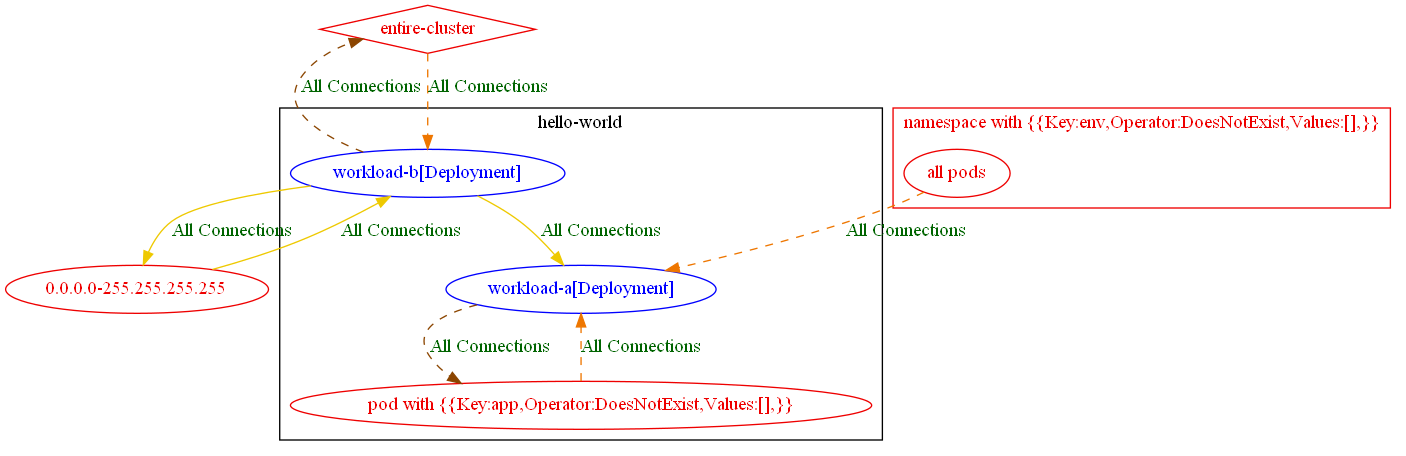 entire-cluster
All Connections
All Connections
hello-world
namespace with {{Key:env,Operator:DoesNotExist,Values:[],}}
workload-b[Deployment]
all pods
All Connections
All Connections
All Connections
All Connections
0.0.0.0-255.255.255.255
workload-a[Deployment]
All Connections
All Connections
pod with {{Key:app,Operator:DoesNotExist,Values:[],}}